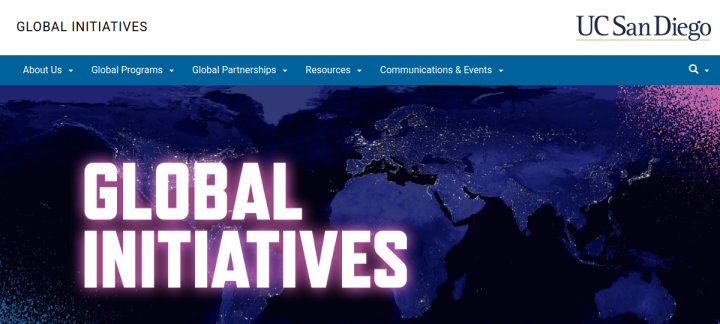 GLOBAL INITIATIVES
UC San Diego
About Us
Global Programs
Global Partnerships
Resources
Communications & Events
GLOBAL
INITIATIVES